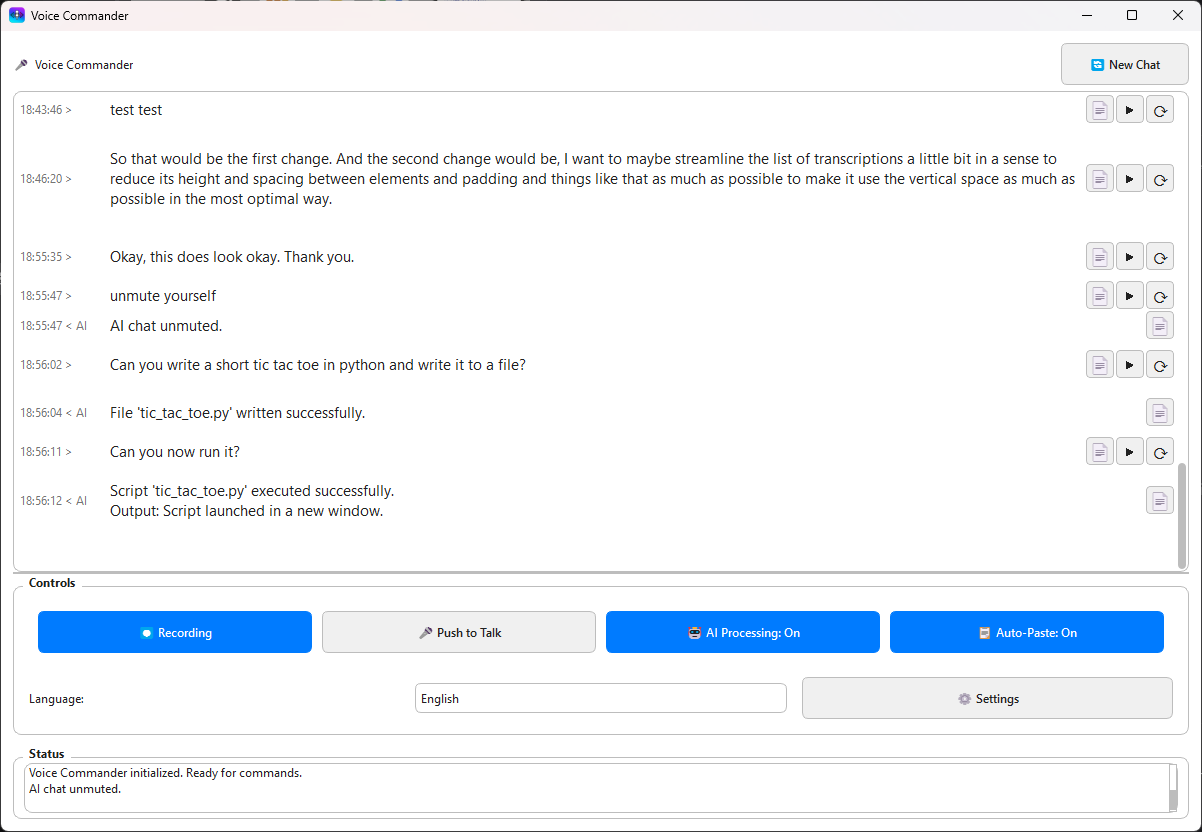 Voice Commander
Voice Commander
New Chat
18:43:46 > test test
So that would be the first change. And the second change would be, I want to maybe streamline the list of transcriptions a little bit in a sense to
18:46:20 > reduce its height and spacing between elements and padding and things like that as much as possible to make it use the vertical space as much as
possible in the most optimal way.
18:55:35 > Okay, this does look okay. Thank you.
18:55:47 > unmute yourself
18:55:47 < AI AI chat unmuted.
18:56:02 > Can you write a short tic tac toe in python and write it to a file?
18:56:04 < AI File 'tic_tac_toe.py' written successfully.
18:56:11 > Can you now run it?
18:56:12 < AI Script 'tic_tac_toe.py' executed successfully.
Output: Script launched in a new window.
Controls
Recording
Push to Talk
AI Processing: On
Auto-Paste: On
Language:
English
Settings
Status
Voice Commander initialized. Ready for commands.
AI chat unmuted.